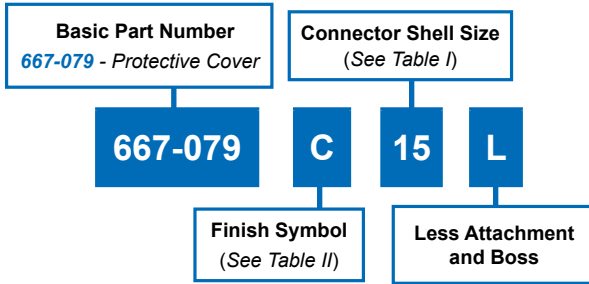 Basic Part Number
667-079 - Protective Cover
Connector Shell Size
(See Table I)
667-079 C 15 L
Finish Symbol
(See Table II)
Less Attachment
and Boss